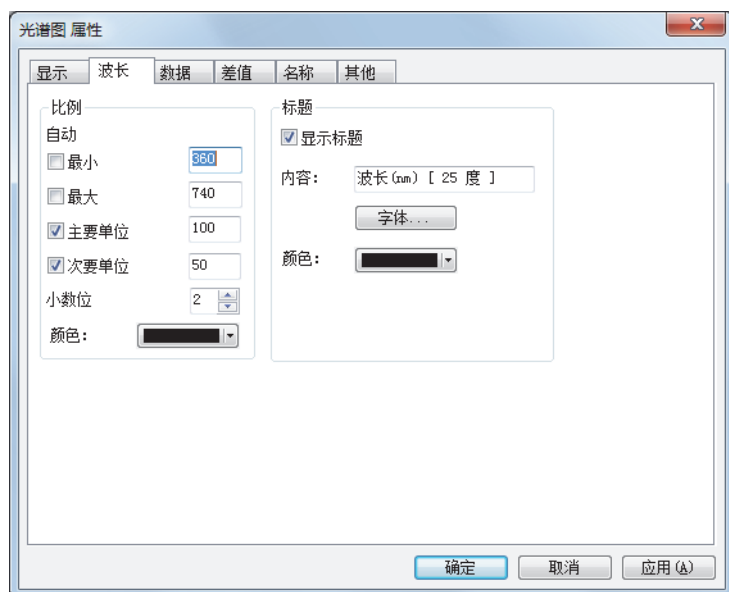 光谱图 属性
显示 波长 数据 差值 名称 其他
比例
自动
最小 360
最大 740
主要单位 100
次要单位 50
小数位 2
颜色:
标题
显示标题
内容: 波长(nm) [ 25 度 ]
字体...
颜色:
确定 取消 应用(A)